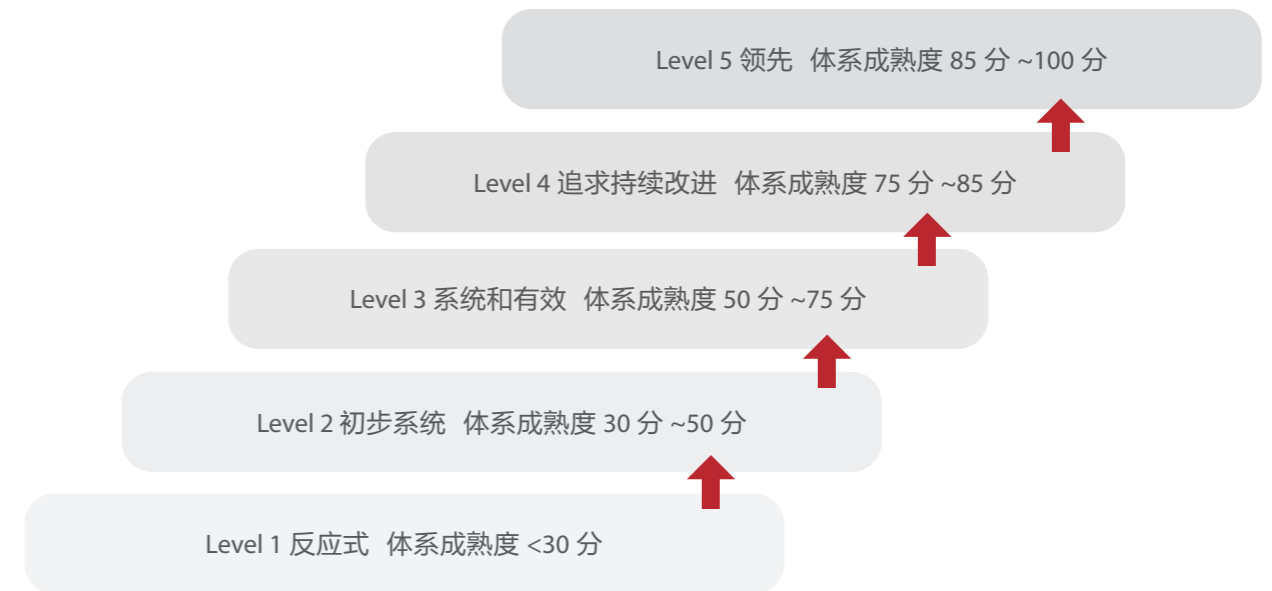 Level 5 领先 体系成熟度 85 分 ~100 分
Level 4 追求持续改进 体系成熟度 75 分 ~85 分
Level 3 系统和有效 体系成熟度 50 分 ~75 分
Level 2 初步系统 体系成熟度 30 分 ~50 分
Level 1 反应式 体系成熟度 <30 分